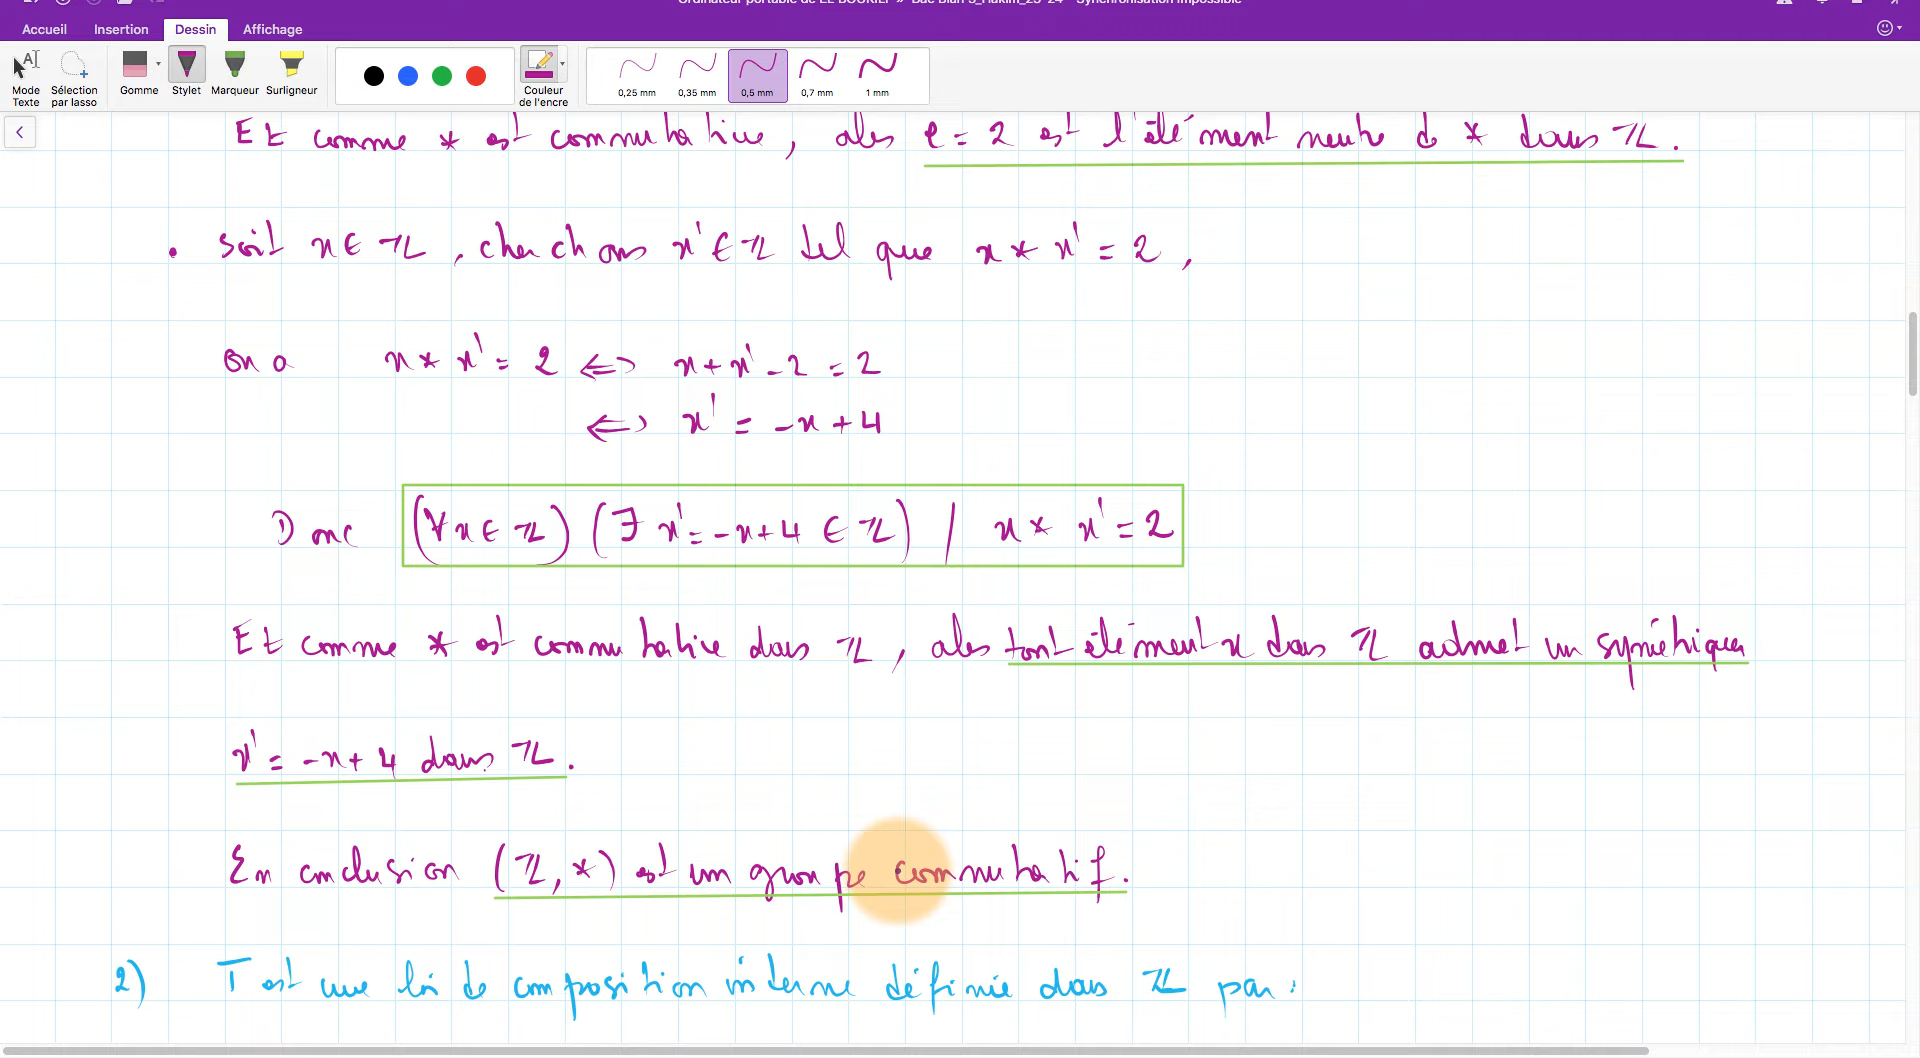 Accueil Insertion Dessin Affichage
Mode Texte Sélection par lasso Gomme Stylet Marqueur Surligneur Couleur de l'encre 0,25 mm 0,35 mm 0,5 mm 0,7 mm 1 mm
Et comme * est commutative, alors e = 2 est l'élément neutre de * dans ℤ.
• Soit x ∈ ℤ, cherchons x' ∈ ℤ tel que x * x' = 2,
on a x * x' = 2 ⟺ x + x' - 2 = 2
⟺ x' = -x + 4
Donc (∀x ∈ ℤ) (∃ x' = -x + 4 ∈ ℤ) / x * x' = 2
Et comme * est commutative dans ℤ, alors tout élément x dans ℤ admet un symétrique
x' = -x + 4 dans ℤ.
En conclusion (ℤ, *) est un groupe commutatif.
2) T est une loi de composition interne définie dans ℤ par :